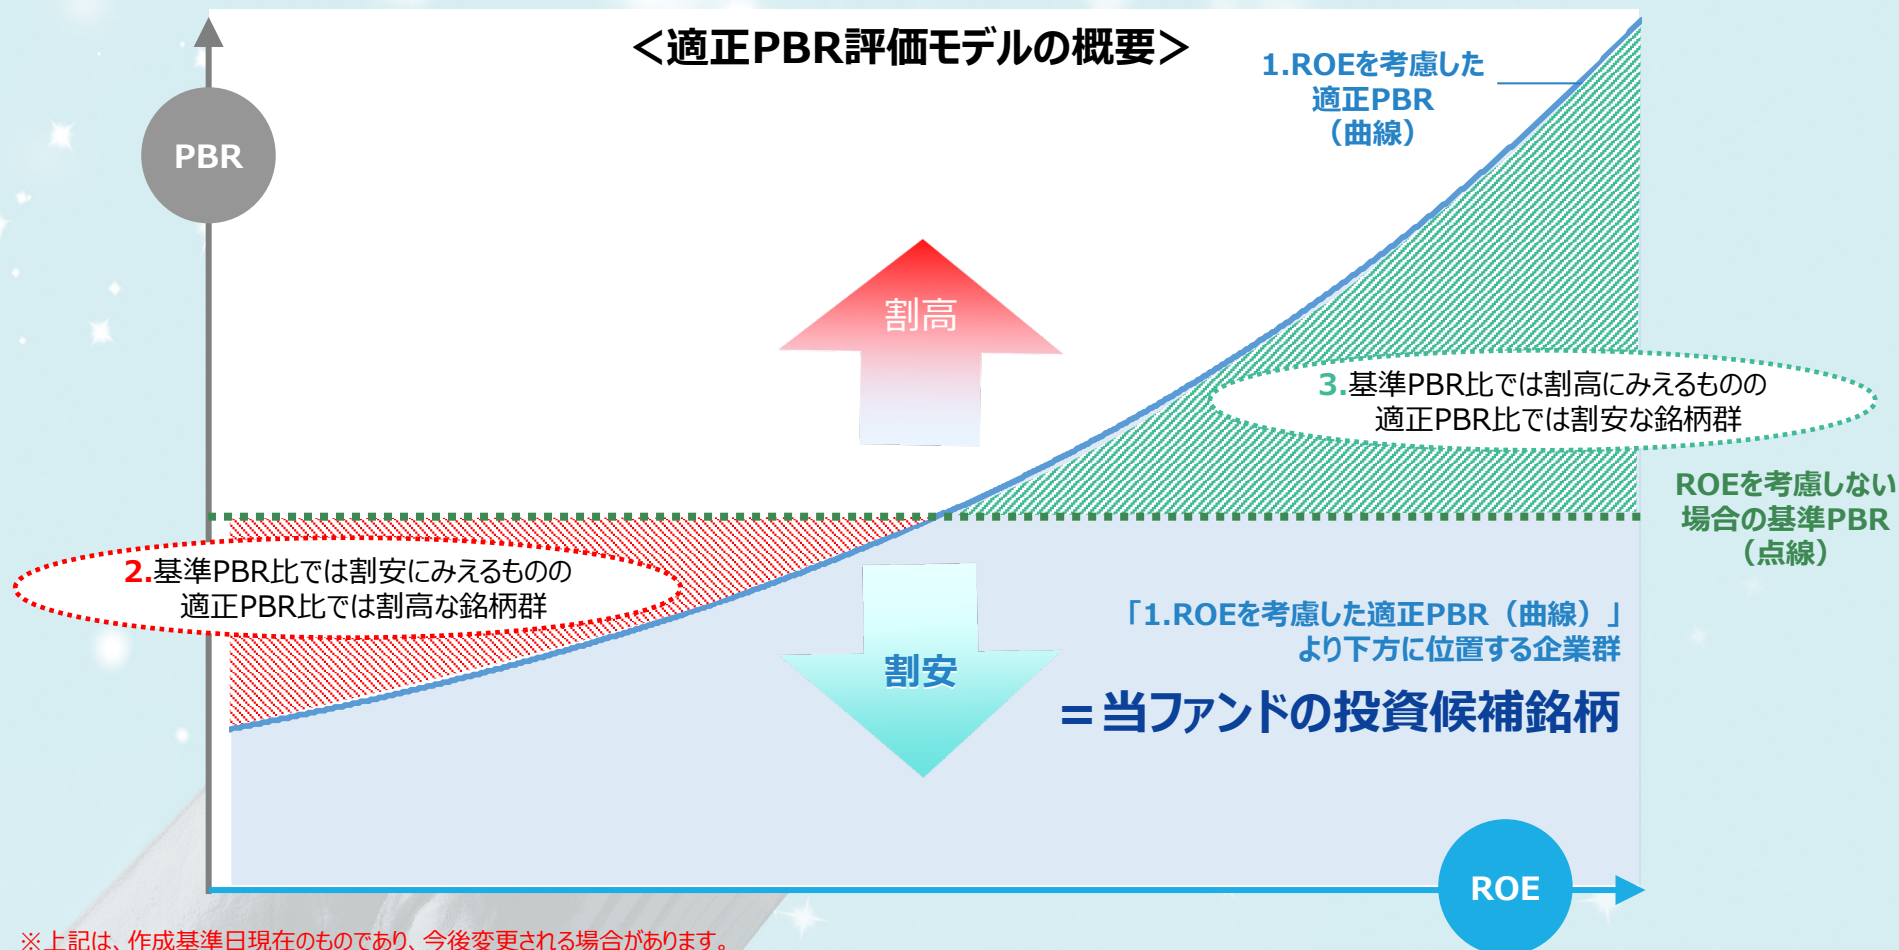 ＜適正PBR評価モデルの概要＞
1.ROEを考慮した
適正PBR
（曲線）
PBR
割高
3.基準PBR比では割高にみえるものの
適正PBR比では割安な銘柄群
ROEを考慮しない
場合の基準PBR
（点線）
2.基準PBR比では割安にみえるものの
適正PBR比では割高な銘柄群
割安
「1.ROEを考慮した適正PBR（曲線）」
より下方に位置する企業群
＝当ファンドの投資候補銘柄
ROE
※上記は、作成基準日現在のものであり、今後変更される場合があります。